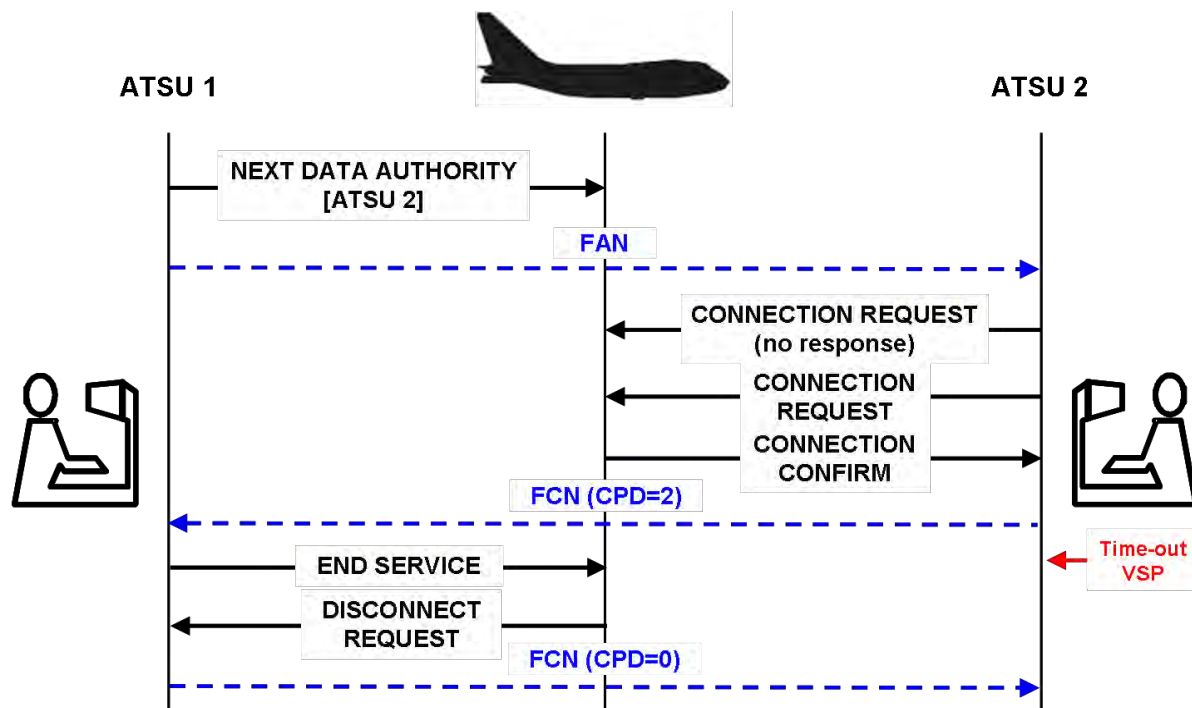 ATSU 1
ATSU 2
NEXT DATA AUTHORITY
[ATSU 2]
FAN
CONNECTION REQUEST
(no response)
CONNECTION
REQUEST
CONNECTION
CONFIRM
FCN (CPD=2)
END SERVICE
Time-out
VSP
DISCONNECT
REQUEST
FCN (CPD=0)